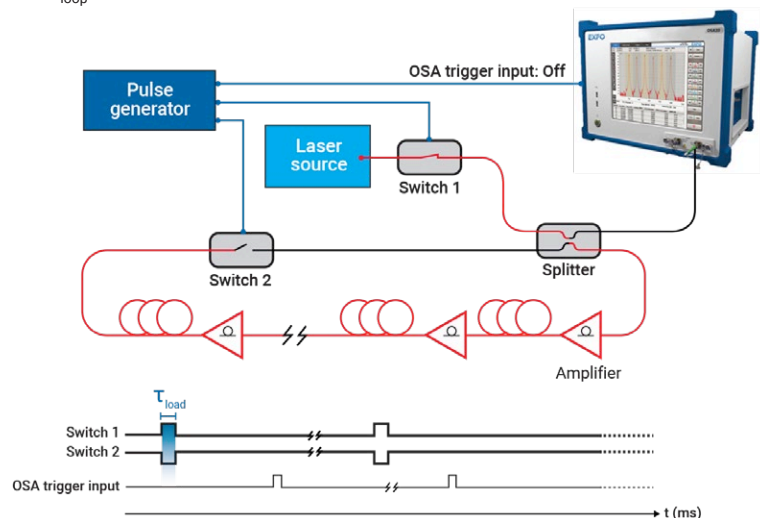 loop
EXFO
OSA trigger input: Off
Pulse
generator
Laser
source
Switch 1
Switch 2
Splitter
Amplifier
τload
Switch 1
Switch 2
OSA trigger input
t (ms)